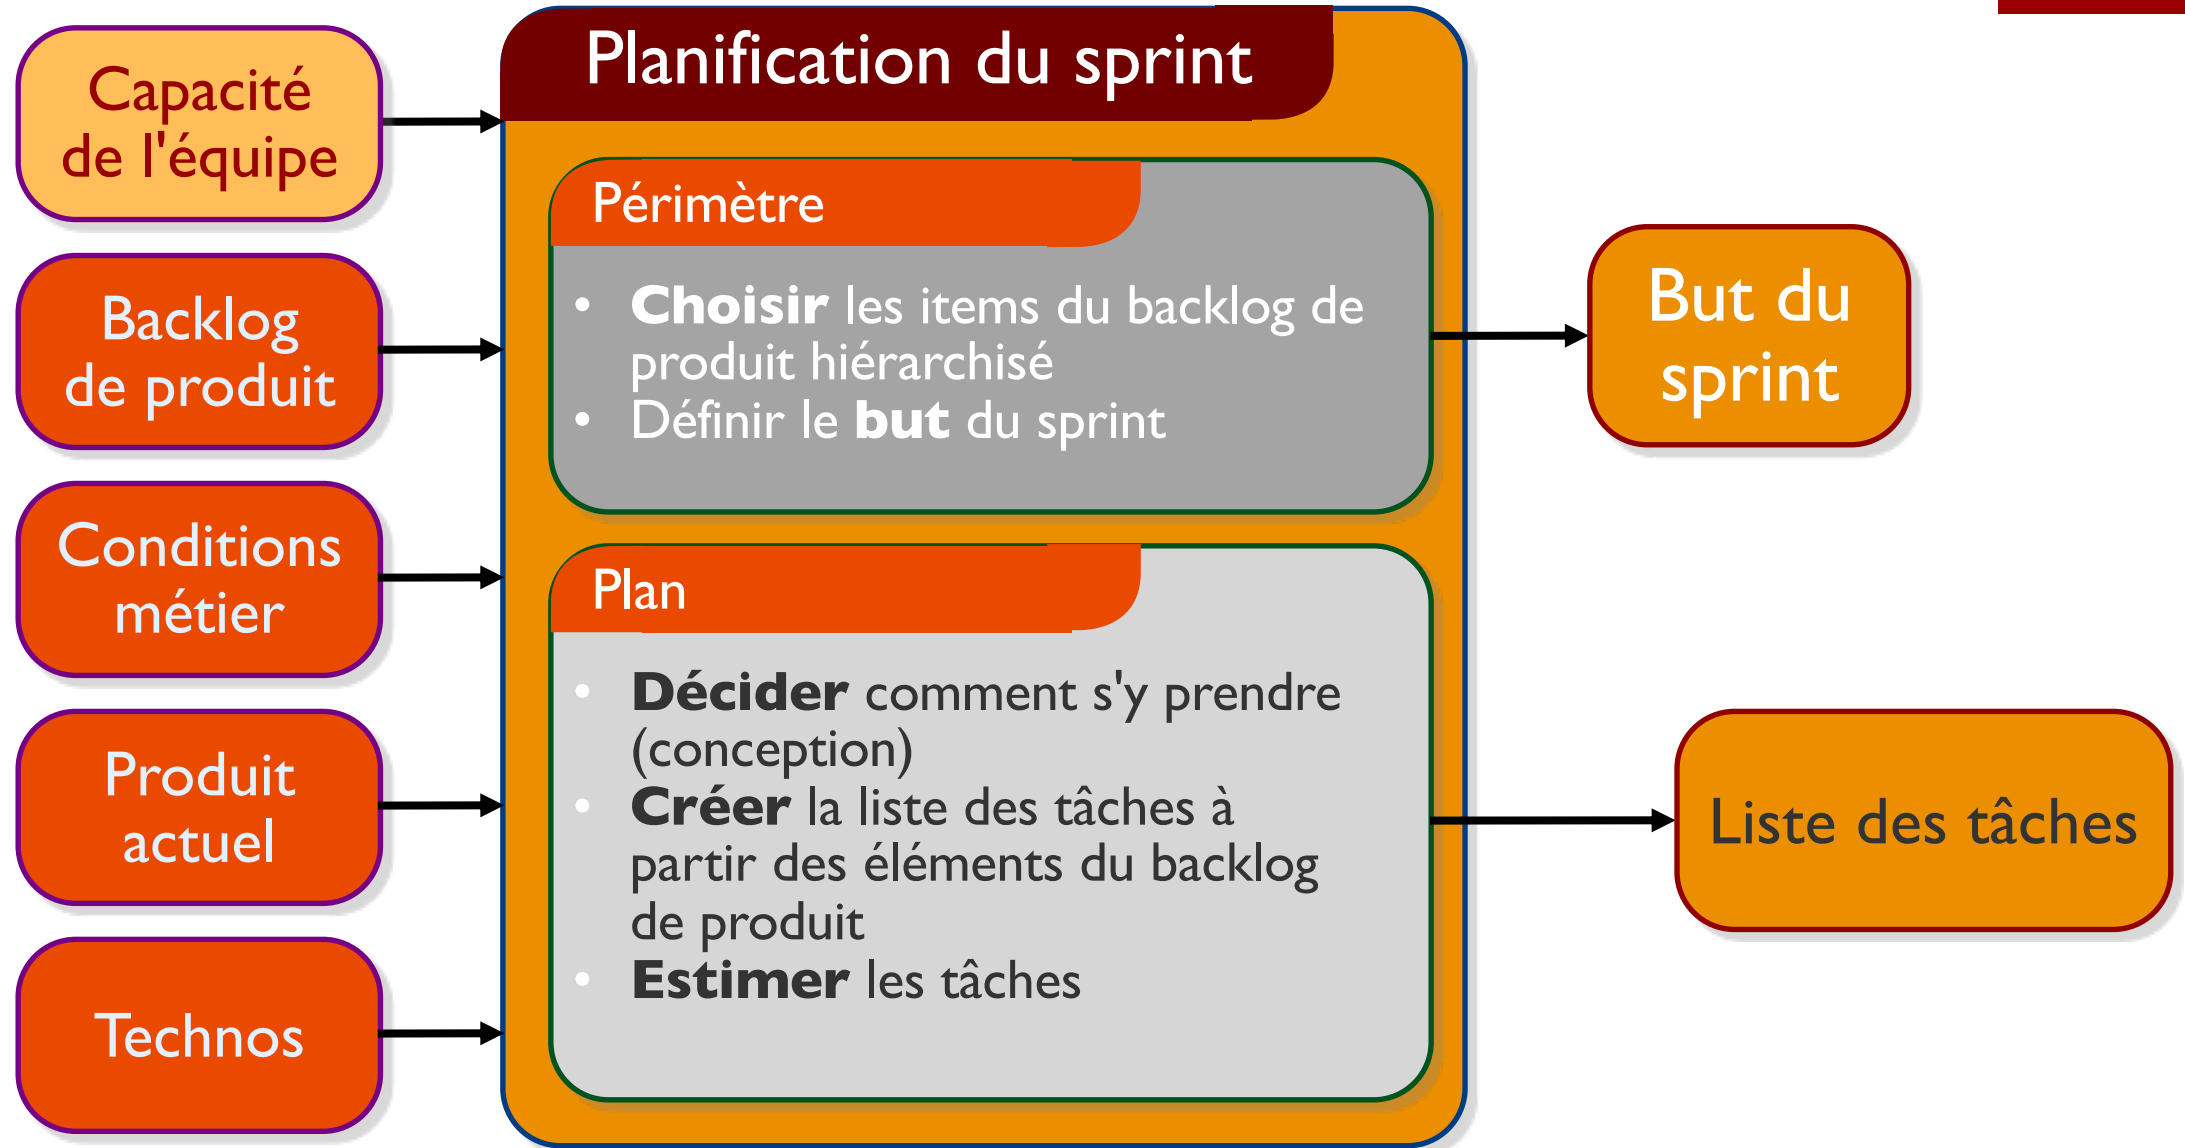 Capacité
de l'équipe
Backlog
de produit
Conditions
métier
Produit
actuel
Technos
Planification du sprint
Périmètre
• Choisir les items du backlog de
produit hiérarchisé
• Définir le but du sprint
Plan
• Décider comment s'y prendre
(conception)
• Créer la liste des tâches à
partir des éléments du backlog
de produit
• Estimer les tâches
But du
sprint
Liste des tâches